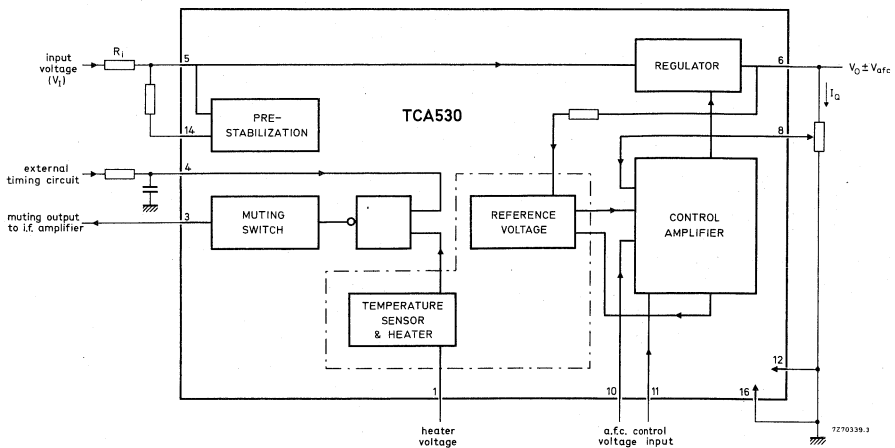 input
voltage
(VI)
Ri
5
14
PRE-
STABILIZATION
TCA530
REGULATOR
6
VO ± Vafc
IQ
8
external
timing circuit
4
muting output
to i.f. amplifier
3
MUTING
SWITCH
REFERENCE
VOLTAGE
CONTROL
AMPLIFIER
TEMPERATURE
SENSOR
& HEATER
12
16
1
10
11
heater
voltage
a.f.c. control
voltage input
7Z70339.3